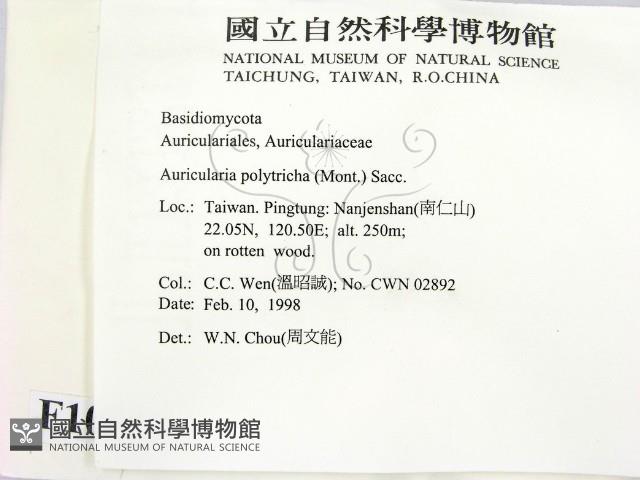 國立自然科學博物館
NATIONAL MUSEUM OF NATURAL SCIENCE
TAICHUNG, TAIWAN, R.O.CHINA
Basidiomycota
Auriculariales, Auriculariaceae
Auricularia polytricha (Mont.) Sacc.
Loc.: Taiwan. Pingtung: Nanjenshan(南仁山)
22.05N, 120.50E; alt. 250m;
on rotten wood.
Col.: C.C. Wen(溫昭誠); No. CWN 02892
Date: Feb. 10, 1998
Det.: W.N. Chou(周文能)
國立自然科學博物館
NATIONAL MUSEUM OF NATURAL SCIENCE